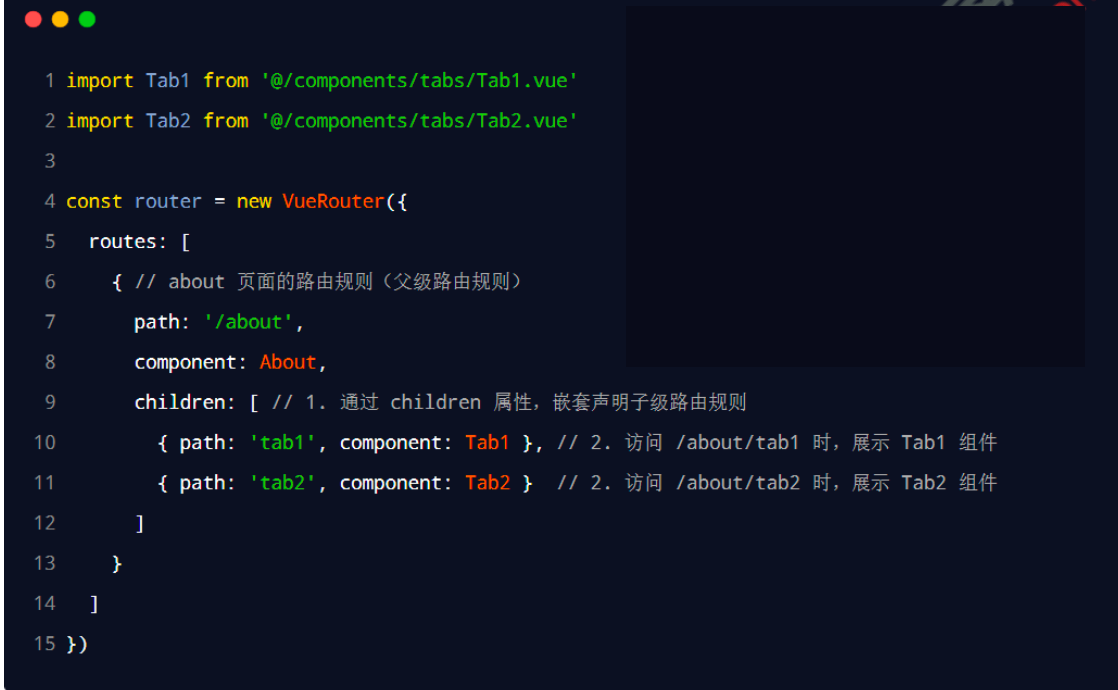 1 import Tab1 from '@/components/tabs/Tab1.vue'
2 import Tab2 from '@/components/tabs/Tab2.vue'
3
4 const router = new VueRouter({
5   routes: [
6     { // about 页面的路由规则（父级路由规则）
7       path: '/about',
8       component: About,
9       children: [ // 1. 通过 children 属性，嵌套声明子级路由规则
10         { path: 'tab1', component: Tab1 }, // 2. 访问 /about/tab1 时，展示 Tab1 组件
11         { path: 'tab2', component: Tab2 }  // 2. 访问 /about/tab2 时，展示 Tab2 组件
12       ]
13     }
14   ]
15 })